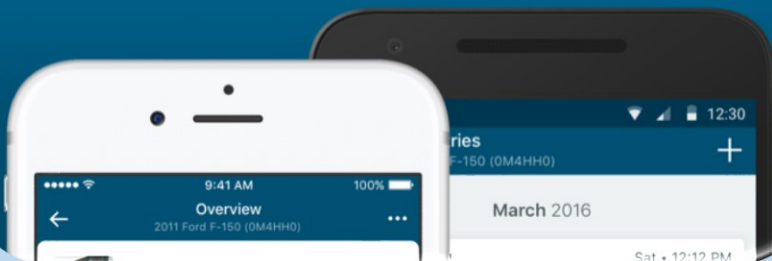 9:41 AM
100%
Overview
2011 Ford F-150 (0M4HH0)
12:30
ries
F-150 (0M4HH0)
March 2016
Sat • 12:12 PM